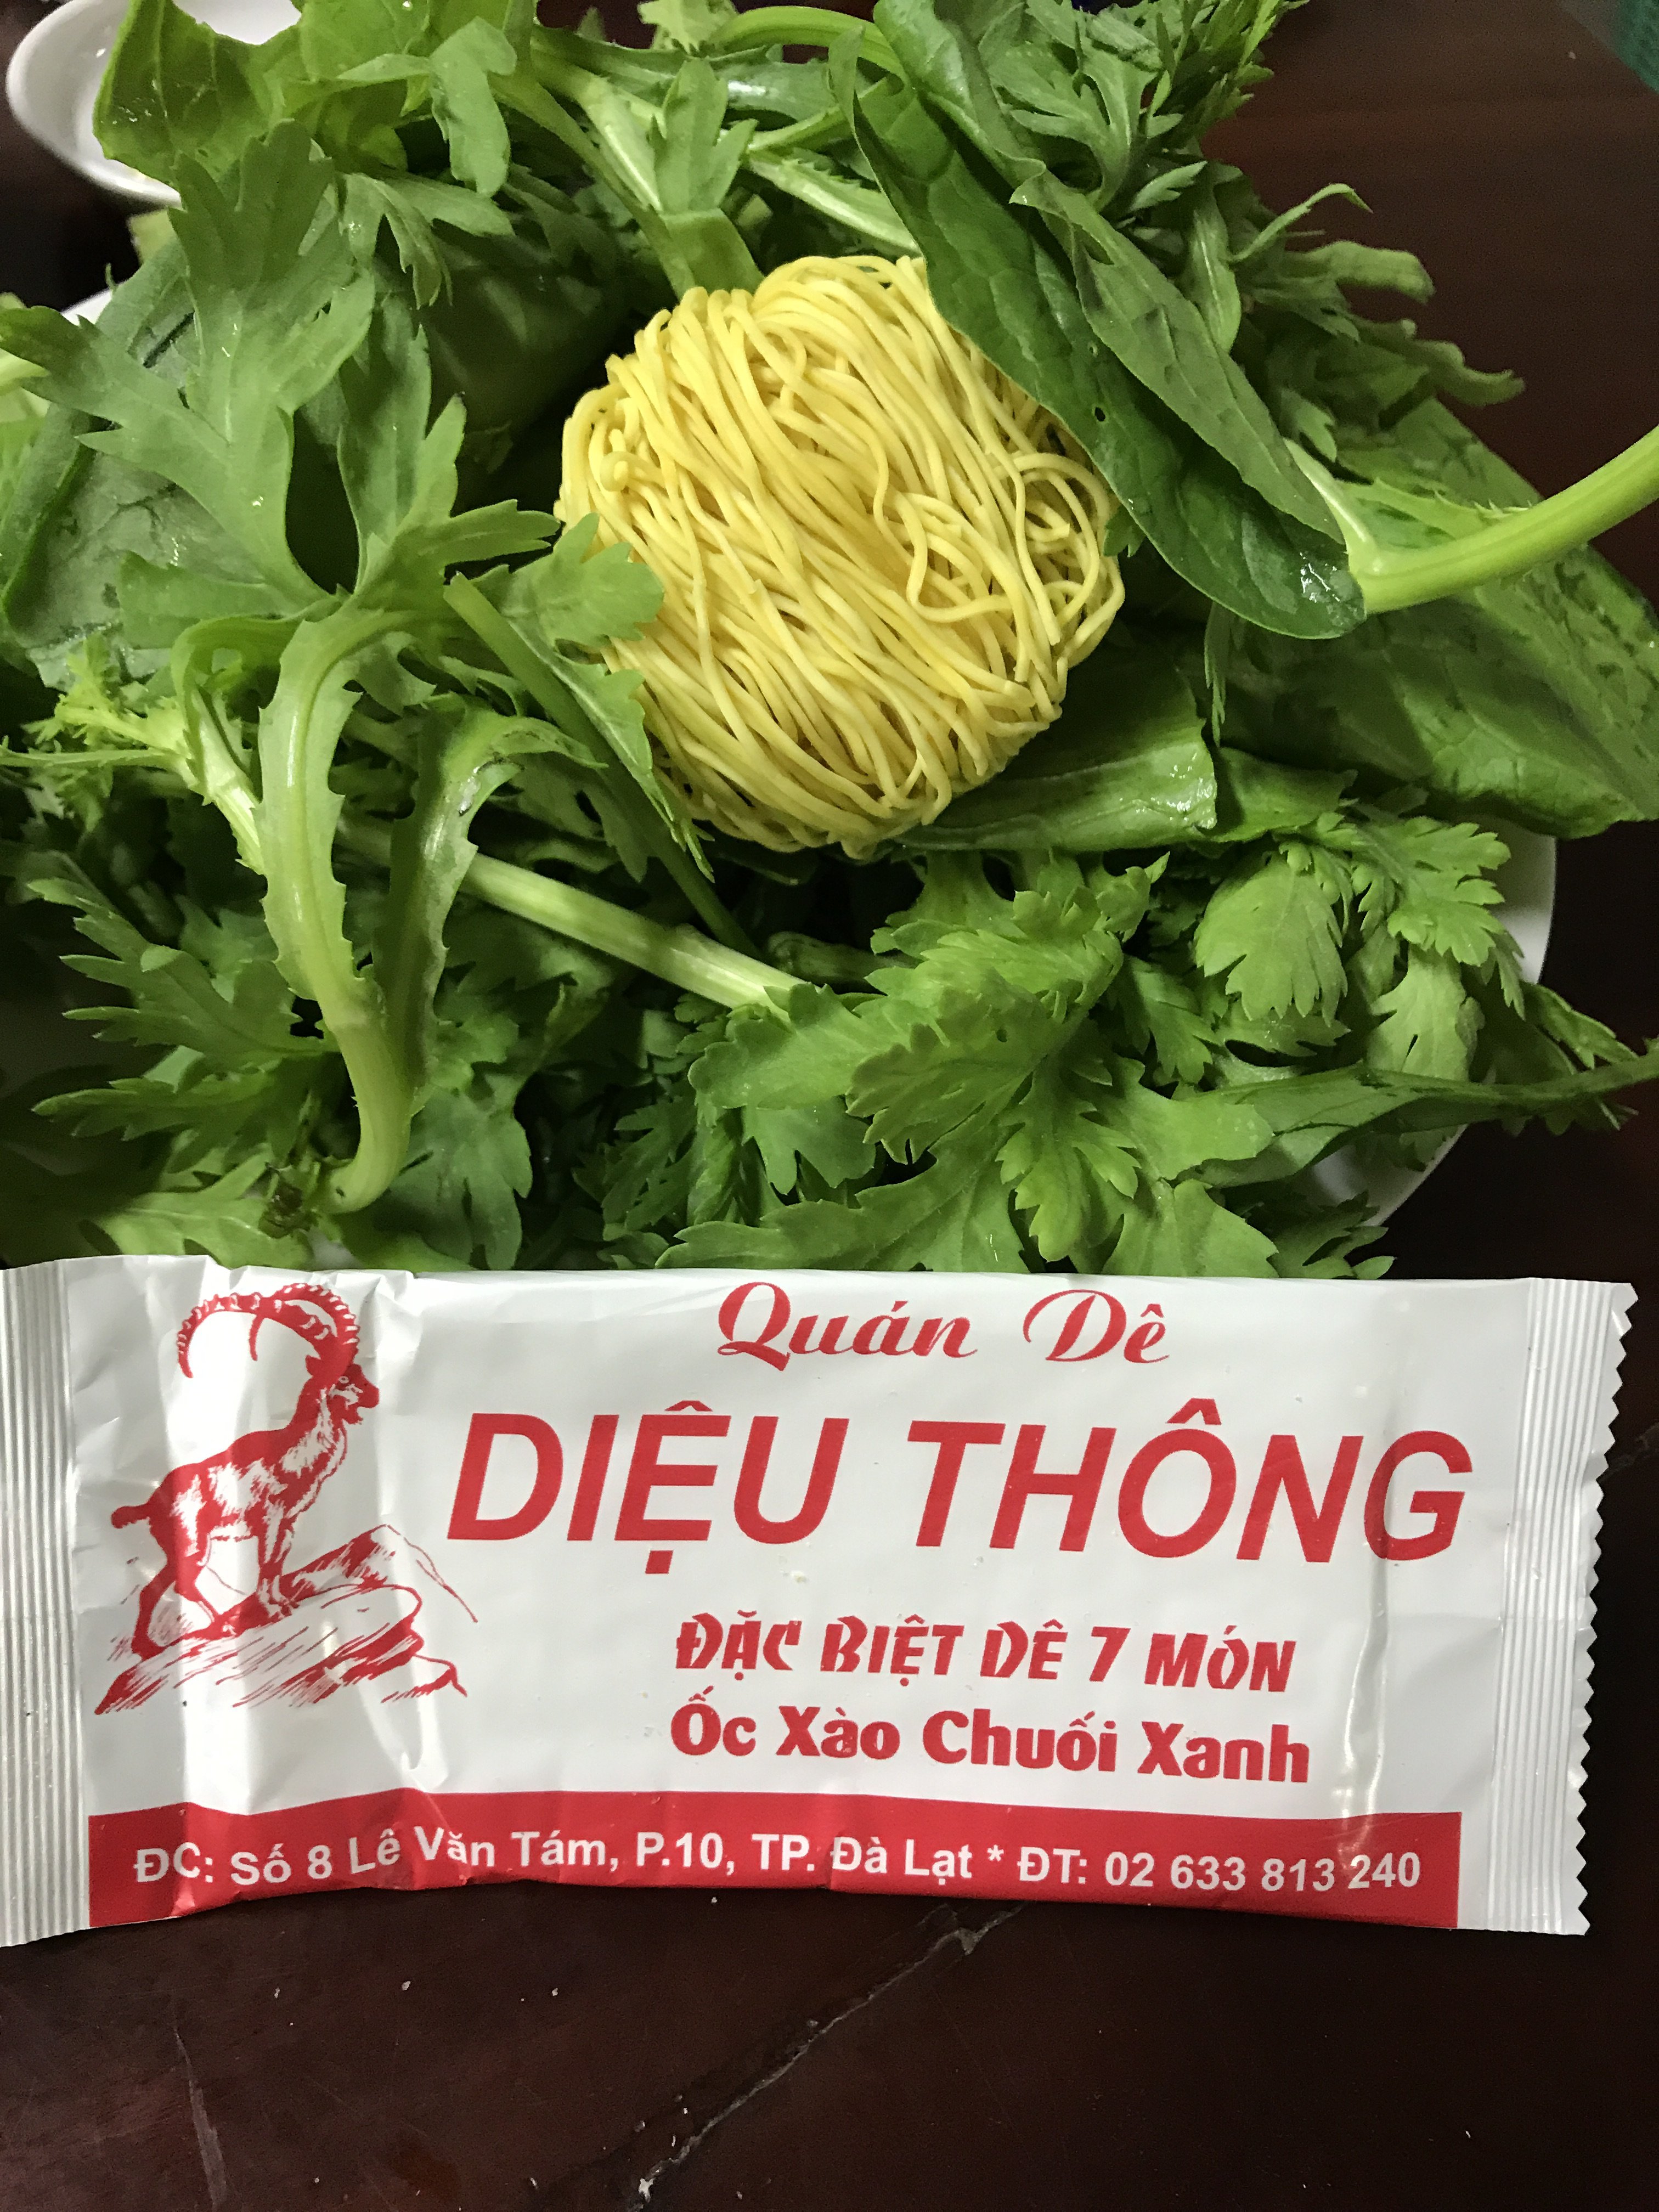 Quán Dê
DIỆU THÔNG
ĐẶC BIỆT DÊ 7 MÓN
Ốc Xào Chuối Xanh
ĐC: Số 8 Lê Văn Tám, P.10, TP. Đà Lạt * ĐT: 02 633 813 240